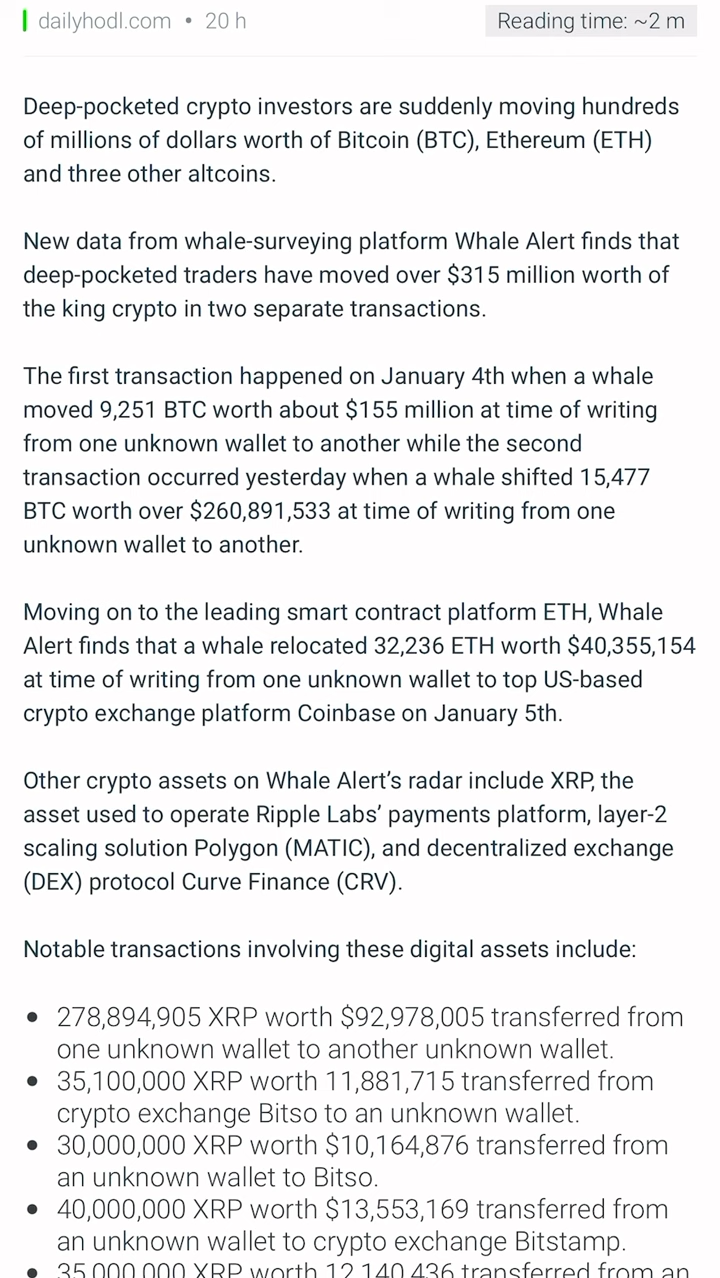 dailyhodl.com • 20 h
Reading time: ~2 m
Deep-pocketed crypto investors are suddenly moving hundreds
of millions of dollars worth of Bitcoin (BTC), Ethereum (ETH)
and three other altcoins.
New data from whale-surveying platform Whale Alert finds that
deep-pocketed traders have moved over $315 million worth of
the king crypto in two separate transactions.
The first transaction happened on January 4th when a whale
moved 9,251 BTC worth about $155 million at time of writing
from one unknown wallet to another while the second
transaction occurred yesterday when a whale shifted 15,477
BTC worth over $260,891,533 at time of writing from one
unknown wallet to another.
Moving on to the leading smart contract platform ETH, Whale
Alert finds that a whale relocated 32,236 ETH worth $40,355,154
at time of writing from one unknown wallet to top US-based
crypto exchange platform Coinbase on January 5th.
Other crypto assets on Whale Alert’s radar include XRP, the
asset used to operate Ripple Labs’ payments platform, layer-2
scaling solution Polygon (MATIC), and decentralized exchange
(DEX) protocol Curve Finance (CRV).
Notable transactions involving these digital assets include:
• 278,894,905 XRP worth $92,978,005 transferred from
one unknown wallet to another unknown wallet.
• 35,100,000 XRP worth 11,881,715 transferred from
crypto exchange Bitso to an unknown wallet.
• 30,000,000 XRP worth $10,164,876 transferred from
an unknown wallet to Bitso.
• 40,000,000 XRP worth $13,553,169 transferred from
an unknown wallet to crypto exchange Bitstamp.
• 35,000,000 XRP worth 12,140,436 transferred from an